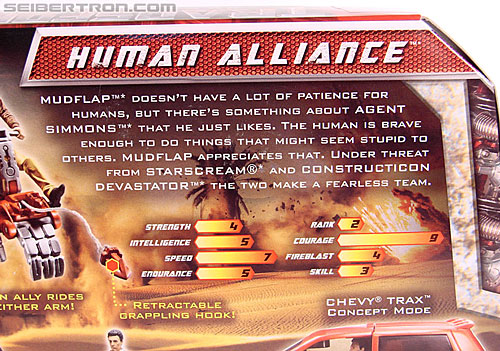 SEIBERTRON.COM
HUMAN ALLIANCE™*
MUDFLAP™* DOESN'T HAVE A LOT OF PATIENCE FOR
HUMANS, BUT THERE'S SOMETHING ABOUT AGENT
SIMMONS™* THAT HE JUST LIKES. THE HUMAN IS BRAVE
ENOUGH TO DO THINGS THAT MIGHT SEEM STUPID TO
OTHERS. MUDFLAP APPRECIATES THAT. UNDER THREAT
FROM STARSCREAM®* AND CONSTRUCTICON
DEVASTATOR™* THE TWO MAKE A FEARLESS TEAM.
STRENGTH 4
INTELLIGENCE 5
SPEED 7
ENDURANCE 5
RANK 2
COURAGE 9
FIREBLAST 4
SKILL 3
N ALLY RIDES
EITHER ARM!
RETRACTABLE
GRAPPLING HOOK!
CHEVY® TRAX™
CONCEPT MODE